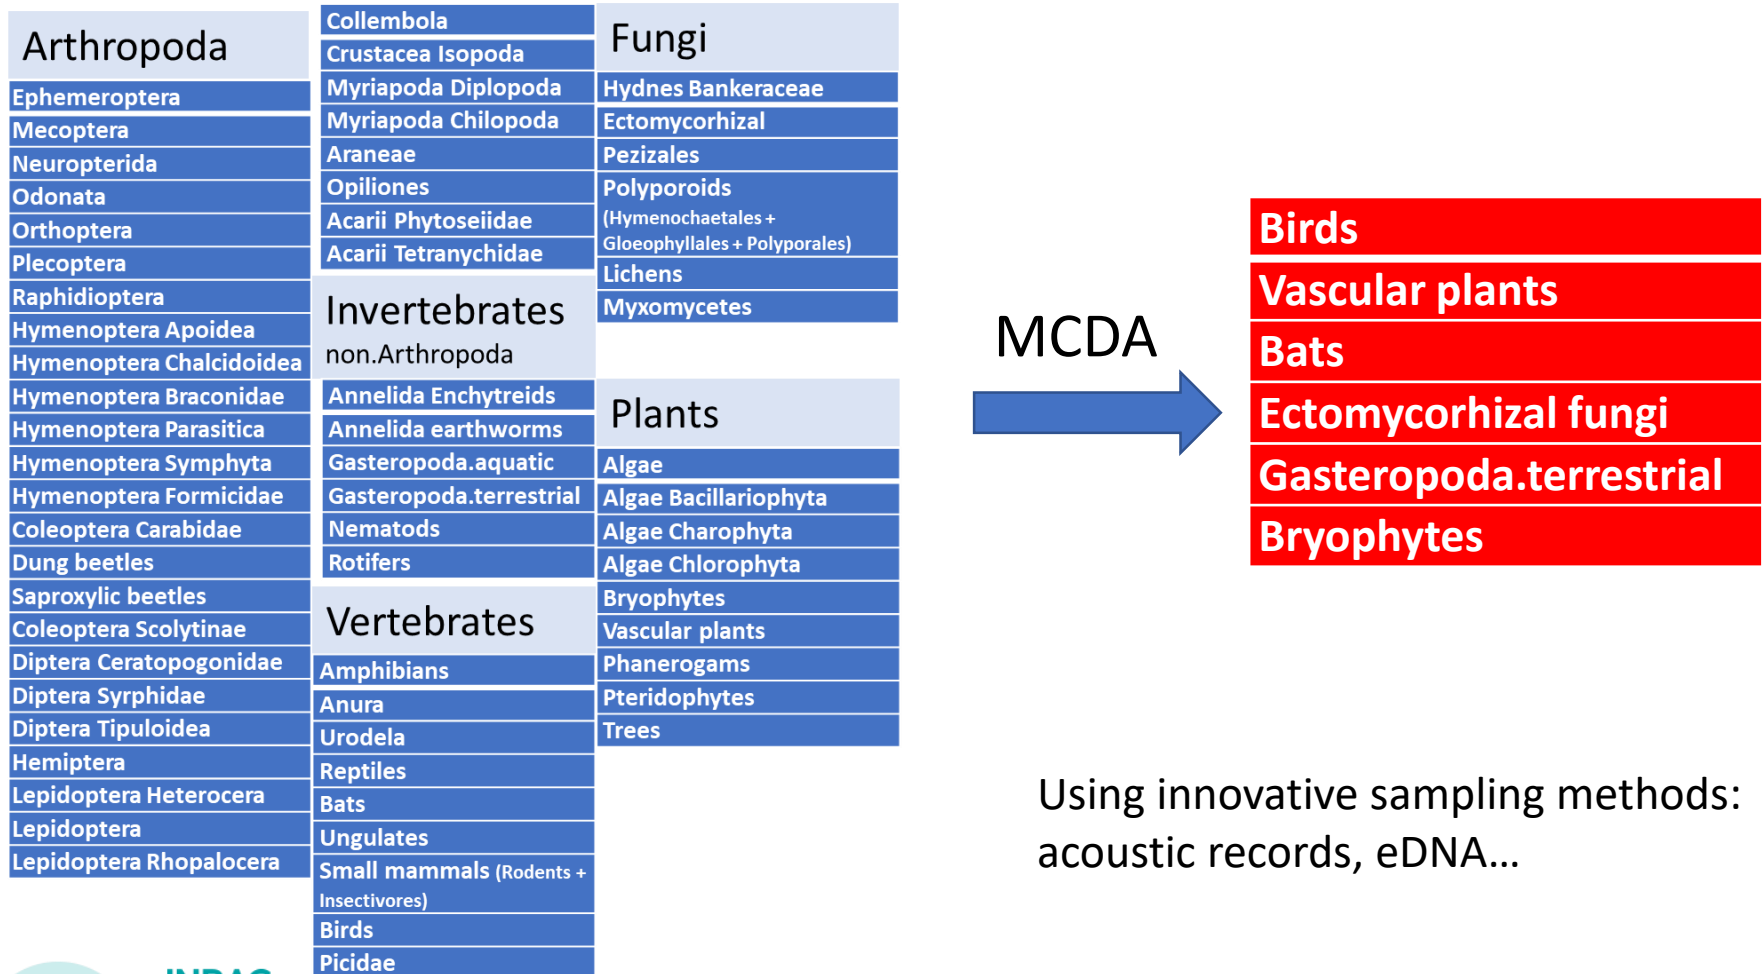 Arthropoda
Ephemeroptera
Mecoptera
Neuropterida
Odonata
Orthoptera
Plecoptera
Raphidioptera
Hymenoptera Apoidea
Hymenoptera Chalcidoidea
Hymenoptera Braconidae
Hymenoptera Parasitica
Hymenoptera Symphyta
Hymenoptera Formicidae
Coleoptera Carabidae
Dung beetles
Saproxylic beetles
Coleoptera Scolytinae
Diptera Ceratopogonidae
Diptera Syrphidae
Diptera Tipuloidea
Hemiptera
Lepidoptera Heterocera
Lepidoptera
Lepidoptera Rhopalocera
Collembola
Crustacea Isopoda
Myriapoda Diplopoda
Myriapoda Chilopoda
Araneae
Opiliones
Acarii Phytoseiidae
Acarii Tetranychidae
Invertebrates
non.Arthropoda
Annelida Enchytreids
Annelida earthworms
Gasteropoda.aquatic
Gasteropoda.terrestrial
Nematods
Rotifers
Vertebrates
Amphibians
Anura
Urodela
Reptiles
Bats
Ungulates
Small mammals (Rodents +
Insectivores)
Birds
Picidae
Fungi
Hydnes Bankeraceae
Ectomycorhizal
Pezizales
Polyporoids
(Hymenochaetales +
Gloeophyllales + Polyporales)
Lichens
Myxomycetes
Plants
Algae
Algae Bacillariophyta
Algae Charophyta
Algae Chlorophyta
Bryophytes
Vascular plants
Phanerogams
Pteridophytes
Trees
MCDA
Birds
Vascular plants
Bats
Ectomycorhizal fungi
Gasteropoda.terrestrial
Bryophytes
Using innovative sampling methods:
acoustic records, eDNA…